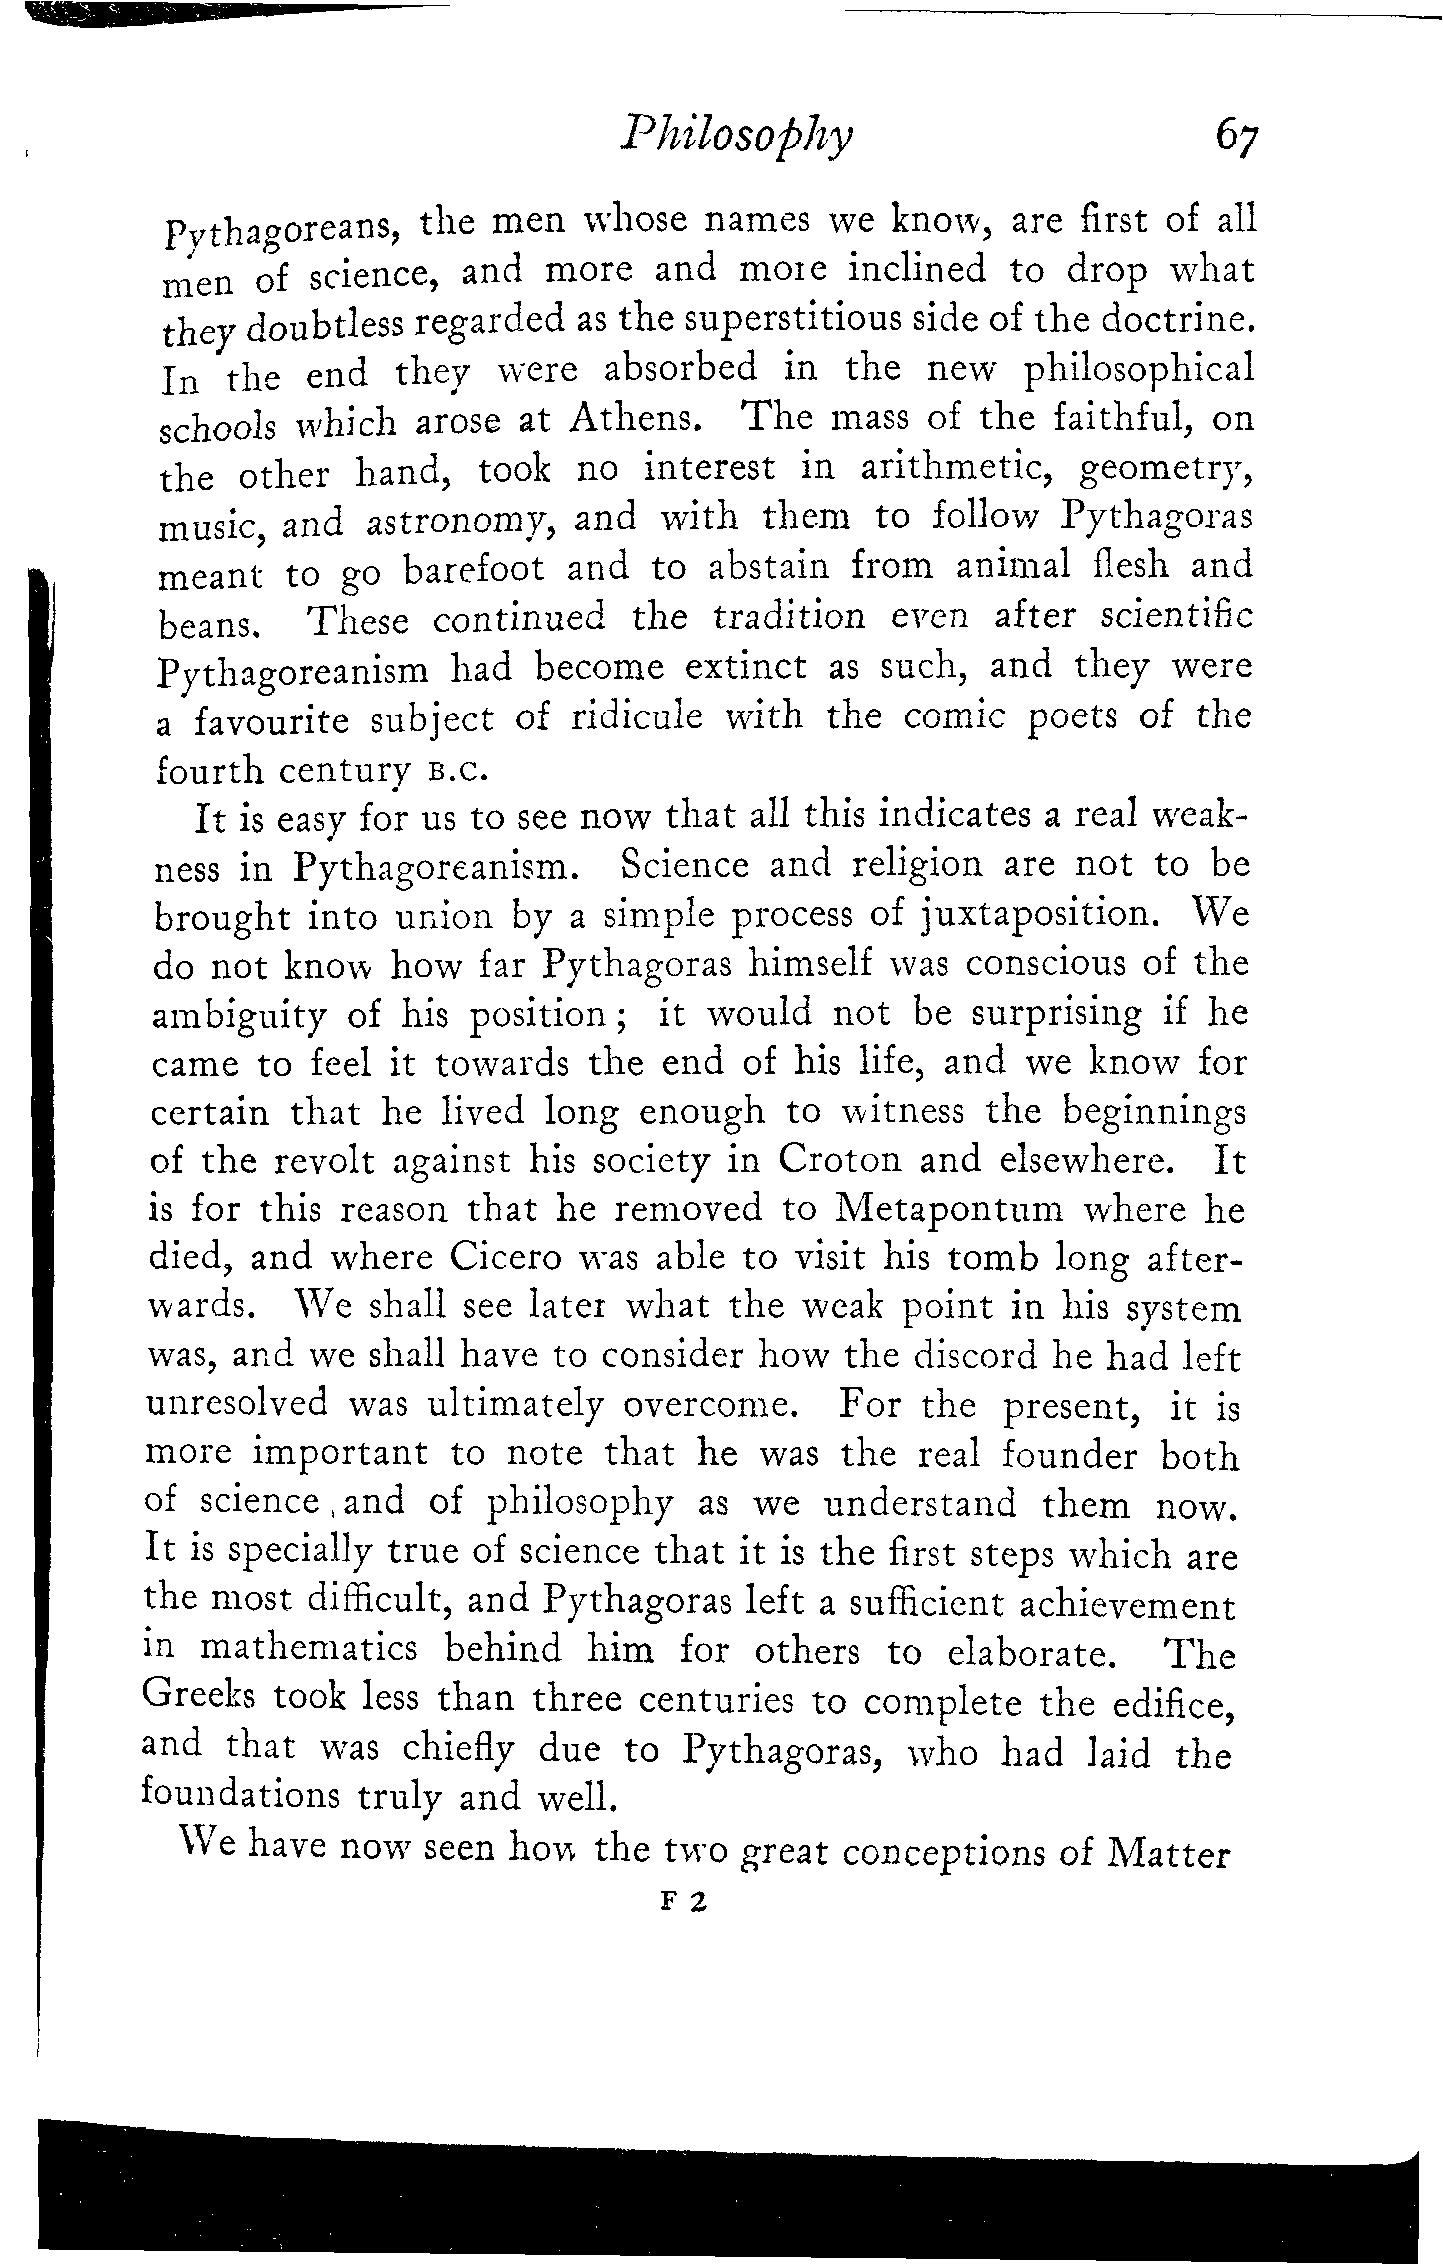 Philosophy 67
Pythagoreans, the men whose names we know, are first of all
men of science, and more and more inclined to drop what
they doubtless regarded as the superstitious side of the doctrine.
In the end they were absorbed in the new philosophical
schools which arose at Athens. The mass of the faithful, on
the other hand, took no interest in arithmetic, geometry,
music, and astronomy, and with them to follow Pythagoras
meant to go barefoot and to abstain from animal flesh and
beans. These continued the tradition even after scientific
Pythagoreanism had become extinct as such, and they were
a favourite subject of ridicule with the comic poets of the
fourth century B.C.
It is easy for us to see now that all this indicates a real weak-
ness in Pythagoreanism. Science and religion are not to be
brought into union by a simple process of juxtaposition. We
do not know how far Pythagoras himself was conscious of the
ambiguity of his position ; it would not be surprising if he
came to feel it towards the end of his life, and we know for
certain that he lived long enough to witness the beginnings
of the revolt against his society in Croton and elsewhere. It
is for this reason that he removed to Metapontum where he
died, and where Cicero was able to visit his tomb long after-
wards. We shall see later what the weak point in his system
was, and we shall have to consider how the discord he had left
unresolved was ultimately overcome. For the present, it is
more important to note that he was the real founder both
of science and of philosophy as we understand them now.
It is specially true of science that it is the first steps which are
the most difficult, and Pythagoras left a sufficient achievement
in mathematics behind him for others to elaborate. The
Greeks took less than three centuries to complete the edifice,
and that was chiefly due to Pythagoras, who had laid the
foundations truly and well.
We have now seen how the two great conceptions of Matter
F 2